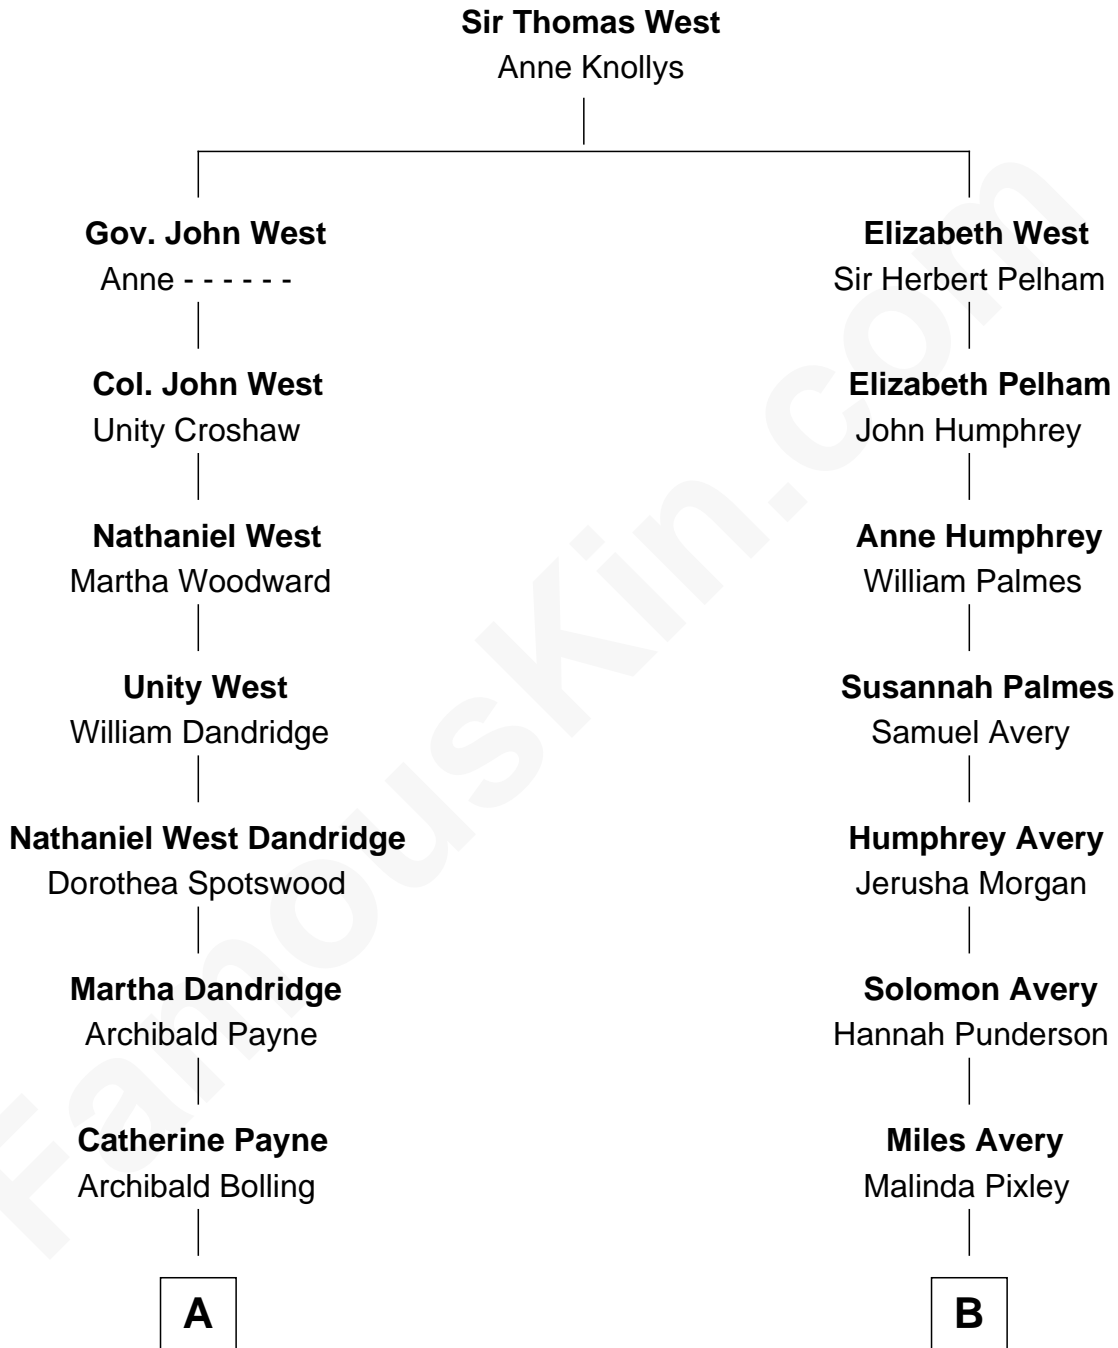 Sir Thomas West
Anne Knollys
Gov. John West
Anne - - - - - -
Col. John West
Unity Croshaw
Nathaniel West
Martha Woodward
Unity West
William Dandridge
Nathaniel West Dandridge
Dorothea Spotswood
Martha Dandridge
Archibald Payne
Catherine Payne
Archibald Bolling
A
Elizabeth West
Sir Herbert Pelham
Elizabeth Pelham
John Humphrey
Anne Humphrey
William Palmes
Susannah Palmes
Samuel Avery
Humphrey Avery
Jerusha Morgan
Solomon Avery
Hannah Punderson
Miles Avery
Malinda Pixley
B
FamousKin.com